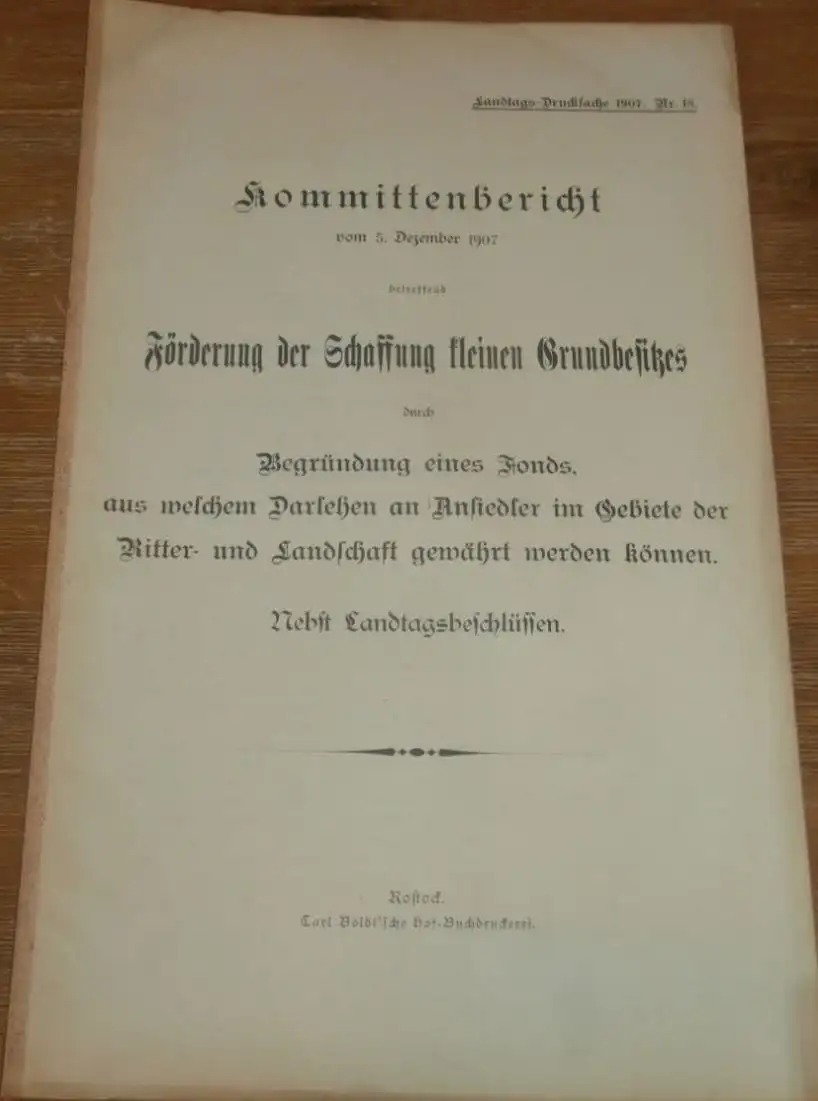 Landtags-Drucksache 1907. Nr. 18.
Kommittenbericht
vom 5. Dezember 1907
betreffend
Förderung der Schaffung kleinen Grundbesitzes
durch
Begründung eines Fonds,
aus welchem Darlehen an Ansiedler im Gebiete der
Ritter- und Landschaft gewährt werden können.
Nebst Landtagsbeschlüssen.
Rostock.
Carl Boldt'sche Hof-Buchdruckerei.